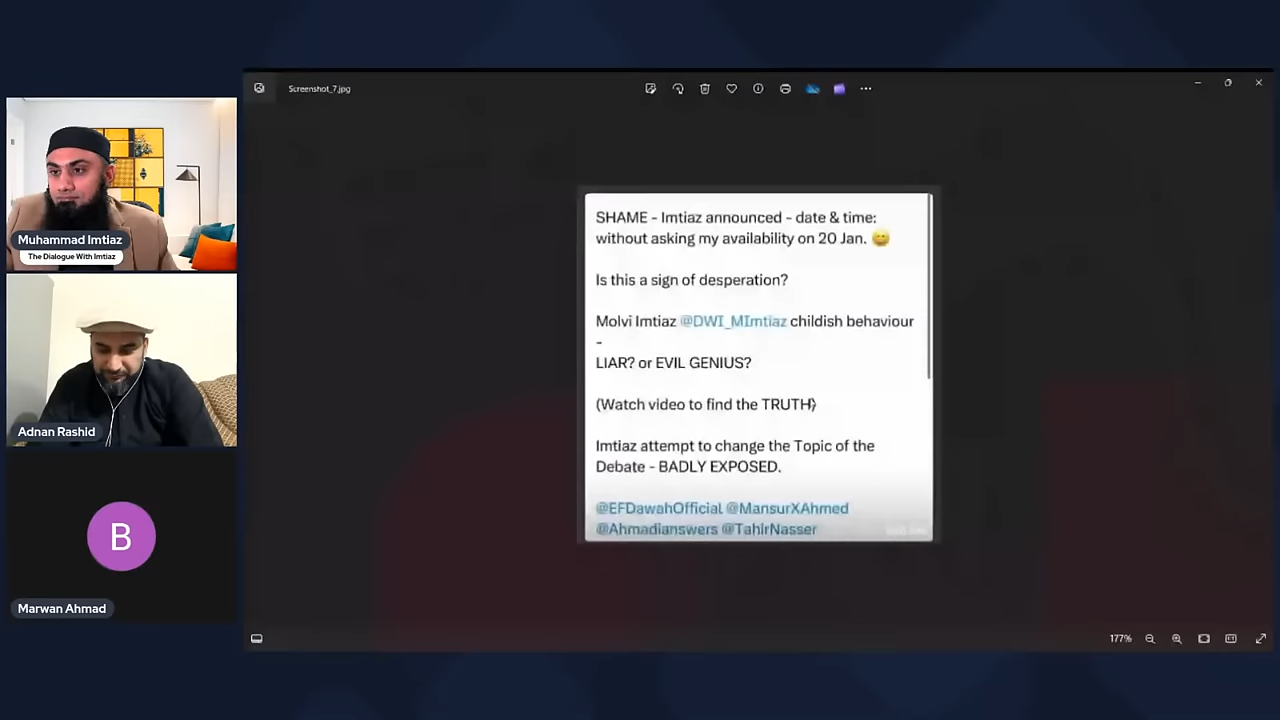 Screenshot_7.jpg
Muhammad Imtiaz
The Dialogue With Imtiaz
Adnan Rashid
B
Marwan Ahmad
SHAME - Imtiaz announced - date & time:
without asking my availability on 20 Jan. 😄
Is this a sign of desperation?
Molvi Imtiaz @DWI_MImtiaz childish behaviour
-
LIAR? or EVIL GENIUS?
(Watch video to find the TRUTH)
Imtiaz attempt to change the Topic of the
Debate - BADLY EXPOSED.
@EFDawahOfficial @MansurXAhmed
@Ahmadianswers @TahirNasser
177%